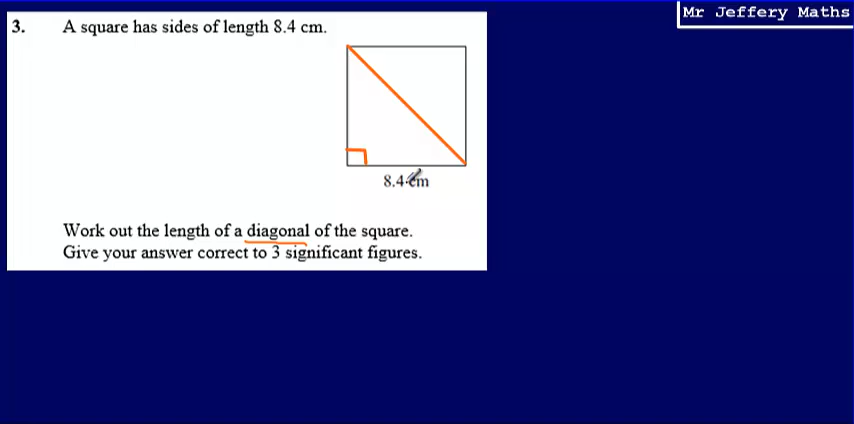 Mr Jeffery Maths
3. A square has sides of length 8.4 cm.
8.4 cm
Work out the length of a diagonal of the square.
Give your answer correct to 3 significant figures.